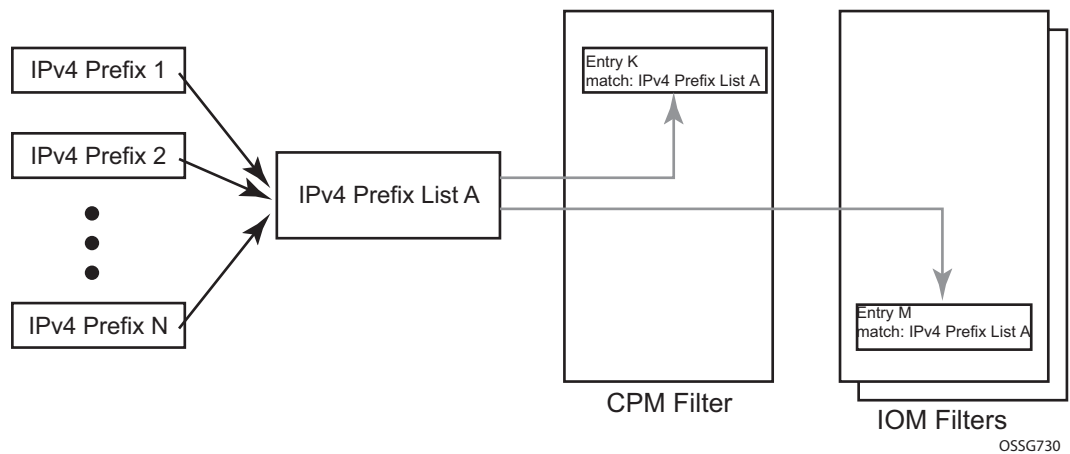 IPv4 Prefix 1
IPv4 Prefix 2
IPv4 Prefix N
IPv4 Prefix List A
Entry K
match: IPv4 Prefix List A
CPM Filter
Entry M
match: IPv4 Prefix List A
IOM Filters
OSSG730